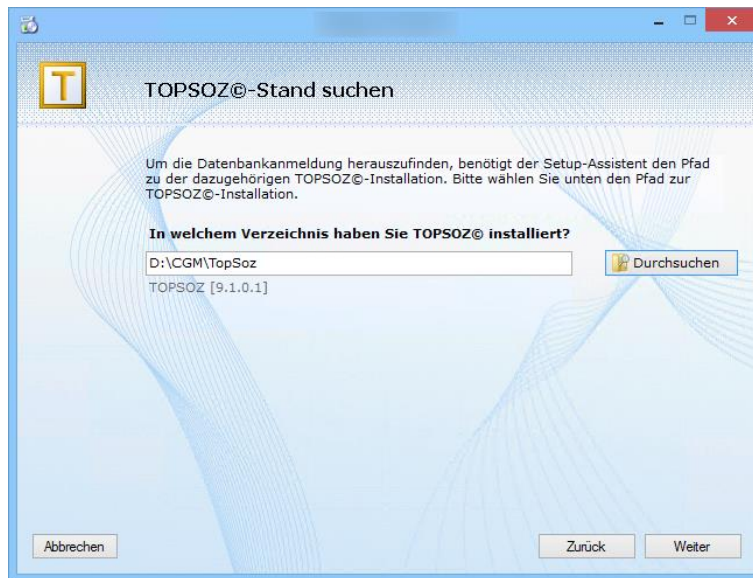 T
TOPSOZ©-Stand suchen
Um die Datenbankanmeldung herauszufinden, benötigt der Setup-Assistent den Pfad
zu der dazugehörigen TOPSOZ©-Installation. Bitte wählen Sie unten den Pfad zur
TOPSOZ©-Installation.
In welchem Verzeichnis haben Sie TOPSOZ© installiert?
D:\CGM\TopSoz
Durchsuchen
TOPSOZ [9.1.0.1]
Abbrechen
Zurück
Weiter